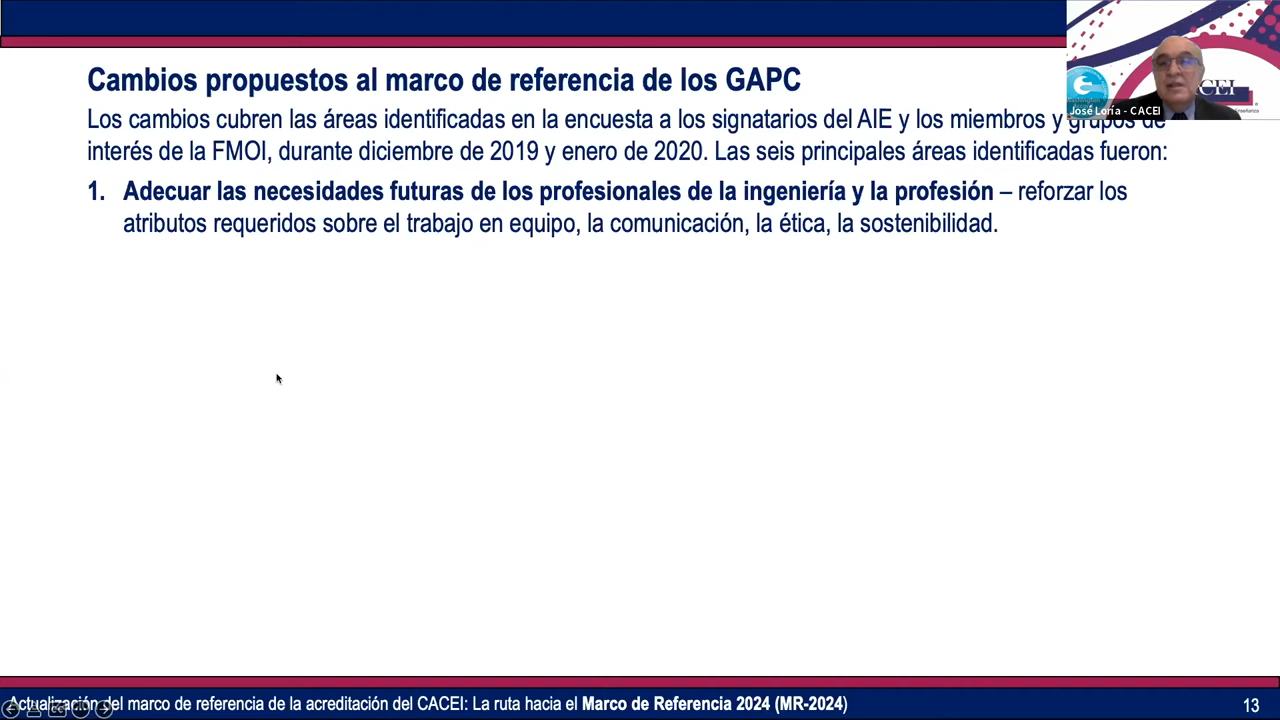 Cambios propuestos al marco de referencia de los GAPC
Los cambios cubren las áreas identificadas en la encuesta a los signatarios del AIE y los miembros y grupos de
interés de la FMOI, durante diciembre de 2019 y enero de 2020. Las seis principales áreas identificadas fueron:
1. Adecuar las necesidades futuras de los profesionales de la ingeniería y la profesión – reforzar los
atributos requeridos sobre el trabajo en equipo, la comunicación, la ética, la sostenibilidad.
José Loría - CACEI
Actualización del marco de referencia de la acreditación del CACEI: La ruta hacia el Marco de Referencia 2024 (MR-2024)
13